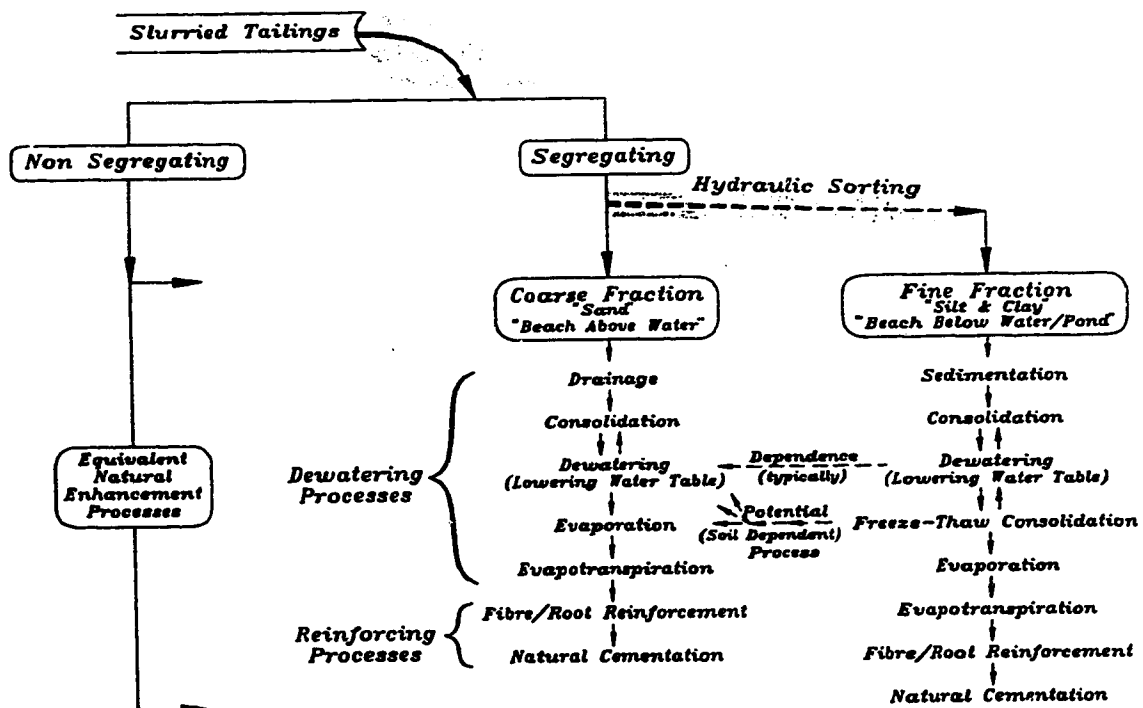 Slurried Tailings
Non Segregating
Segregating
Hydraulic Sorting
Coarse Fraction
"Sand"
"Beach Above Water"
Fine Fraction
"Silt & Clay"
"Beach Below Water/Pond"
Equivalent
Natural
Enhancement
Processes
Dewatering
Processes
Drainage
Consolidation
Dewatering
(Lowering Water Table)
Evaporation
Evapotranspiration
Reinforcing
Processes
Fibre/Root Reinforcement
Natural Cementation
Dependence
(typically)
Potential
(Soil Dependent)
Process
Sedimentation
Consolidation
Dewatering
(Lowering Water Table)
Freeze-Thaw Consolidation
Evaporation
Evapotranspiration
Fibre/Root Reinforcement
Natural Cementation